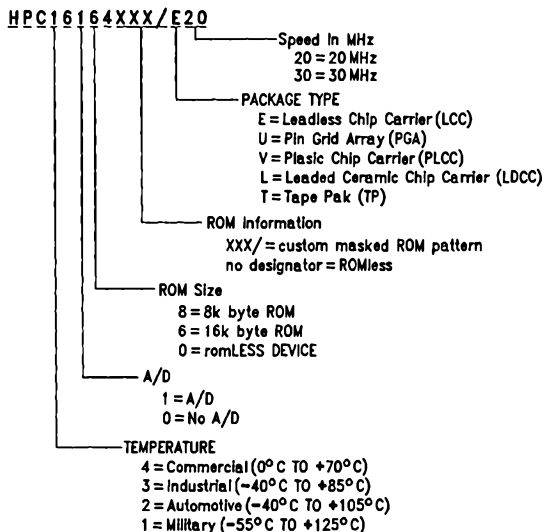 HPC16164XXX/E20
Speed In MHz
20 = 20 MHz
30 = 30 MHz
PACKAGE TYPE
E = Leadless Chip Carrier (LCC)
U = Pin Grid Array (PGA)
V = Plasic Chip Carrier (PLCC)
L = Leaded Ceramic Chip Carrier (LDCC)
T = Tape Pak (TP)
ROM Information
XXX/ = custom masked ROM pattern
no designator = ROMless
ROM Size
8 = 8k byte ROM
6 = 16k byte ROM
0 = romLESS DEVICE
A/D
1 = A/D
0 = No A/D
TEMPERATURE
4 = Commercial (0°C TO +70°C)
3 = Industrial (-40°C TO +85°C)
2 = Automotive (-40°C TO +105°C)
1 = Military (-55°C TO +125°C)